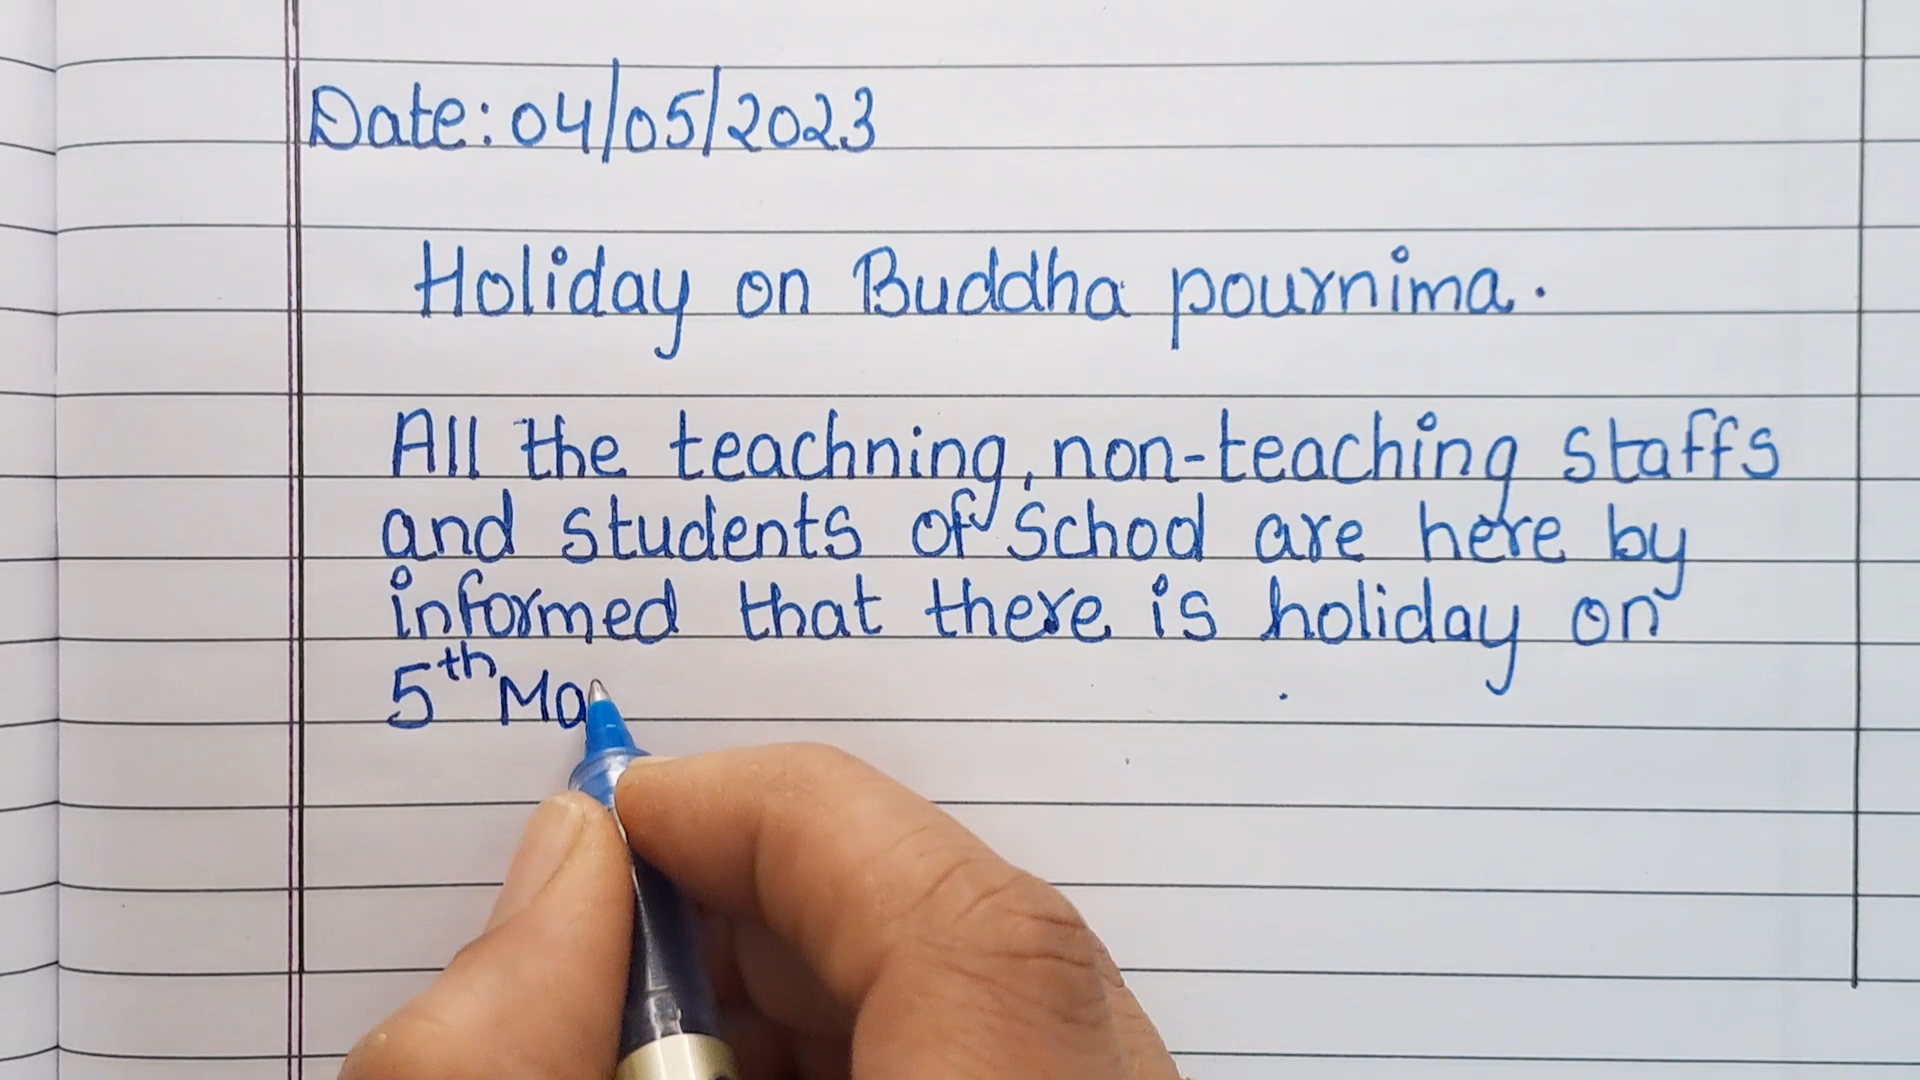 Date: 04/05/2023
Holiday on Buddha pournima.
All the teachning, non-teaching staffs
and students of School are here by
informed that there is holiday on
5th Ma